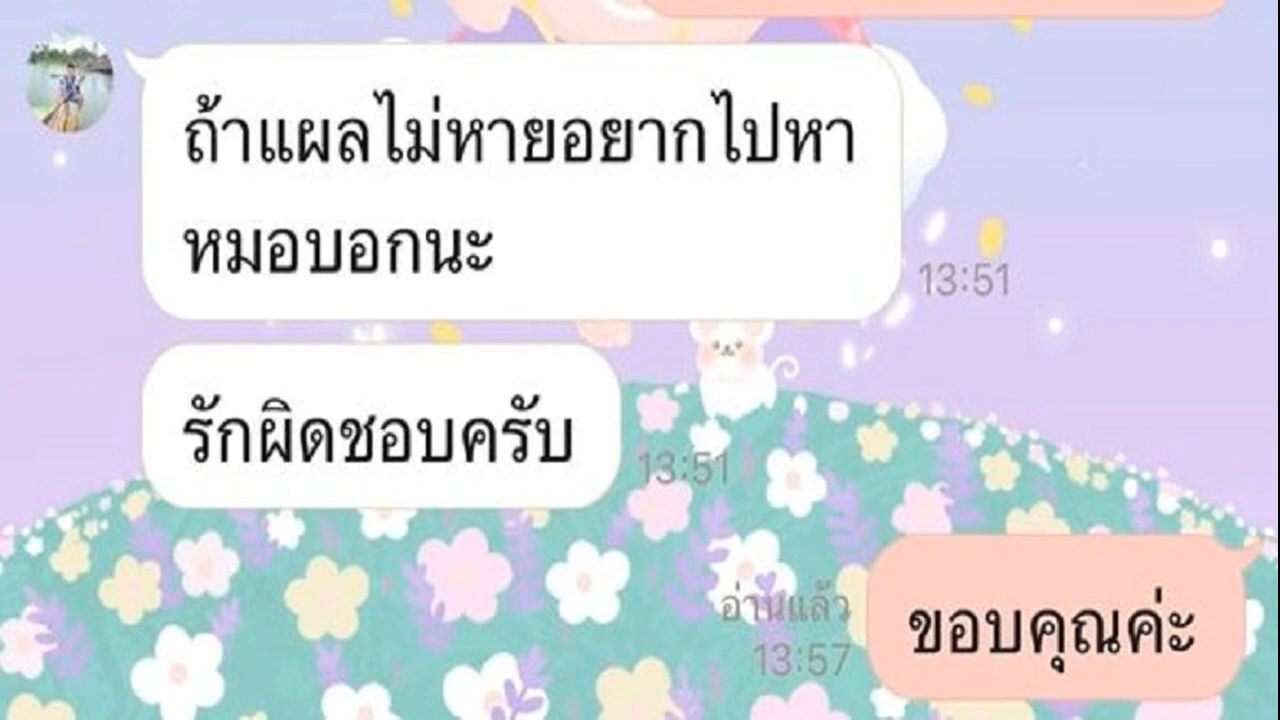 ถ้าแผลไม่หายอยากไปหา
หมอบอกนะ
13:51
รักผิดชอบครับ
13:51
อ่านแล้ว
13:57
ขอบคุณค่ะ